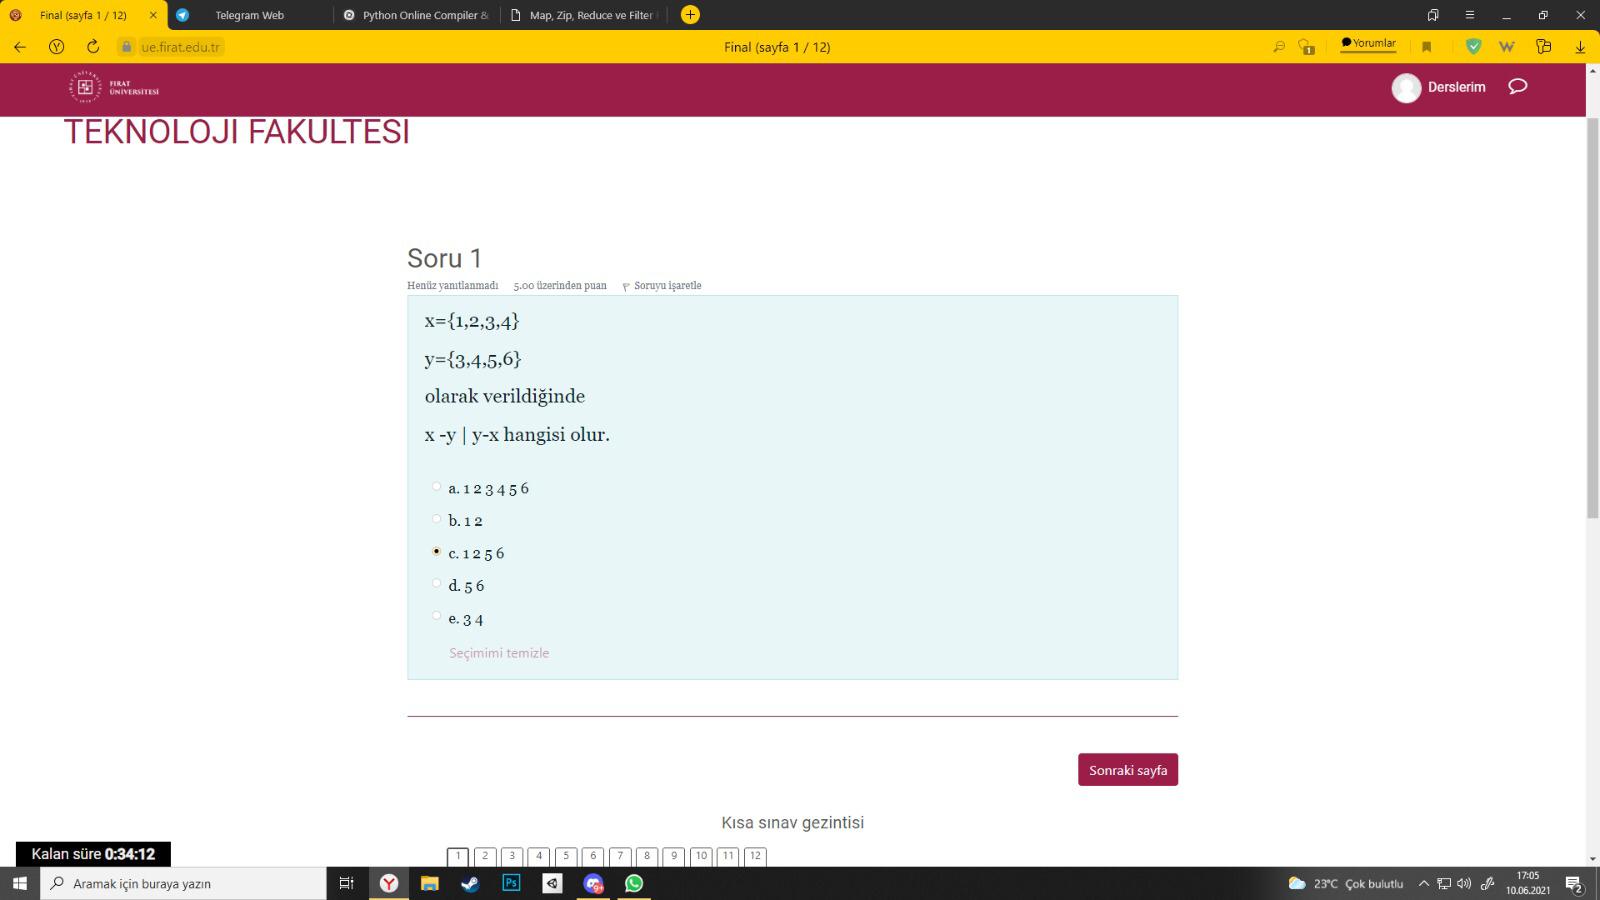 Final (sayfa 1 / 12)
Telegram Web
Python Online Compiler &
Map, Zip, Reduce ve Filter
ue.firat.edu.tr
Final (sayfa 1 / 12)
1
Yorumlar
FIRAT
ÜNİVERSİTESİ
Derslerim
TEKNOLOJI FAKULTESI
Soru 1
Henüz yanıtlanmadı 5.00 üzerinden puan Soruyu işaretle
x={1,2,3,4}
y={3,4,5,6}
olarak verildiğinde
x -y | y-x hangisi olur.
a. 1 2 3 4 5 6
b. 1 2
c. 1 2 5 6
d. 5 6
e. 3 4
Seçimimi temizle
Sonraki sayfa
Kısa sınav gezintisi
Kalan süre 0:34:12
1 2 3 4 5 6 7 8 9 10 11 12
Aramak için buraya yazın
Ps
9+
23°C Çok bulutlu
17:05
10.06.2021
2